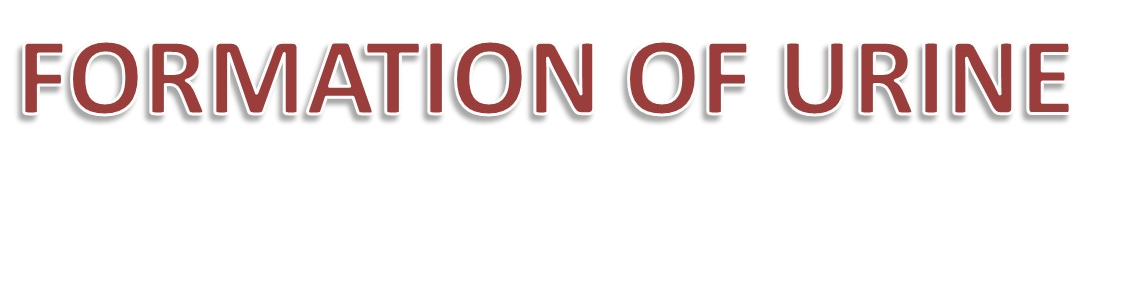 FORMATION OF URINE